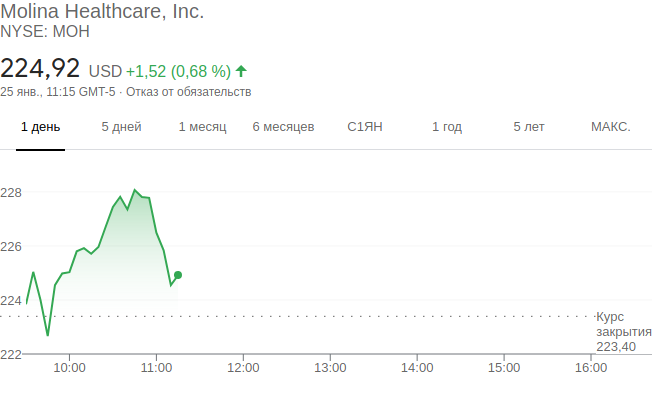 Molina Healthcare, Inc.
NYSE: MOH
224,92 USD +1,52 (0,68 %)
25 янв., 11:15 GMT-5 · Отказ от обязательств
1 день 5 дней 1 месяц 6 месяцев С1ЯН 1 год 5 лет МАКС.
228
226
224
Курс
закрытия
223,40
222
10:00 11:00 12:00 13:00 14:00 15:00 16:00